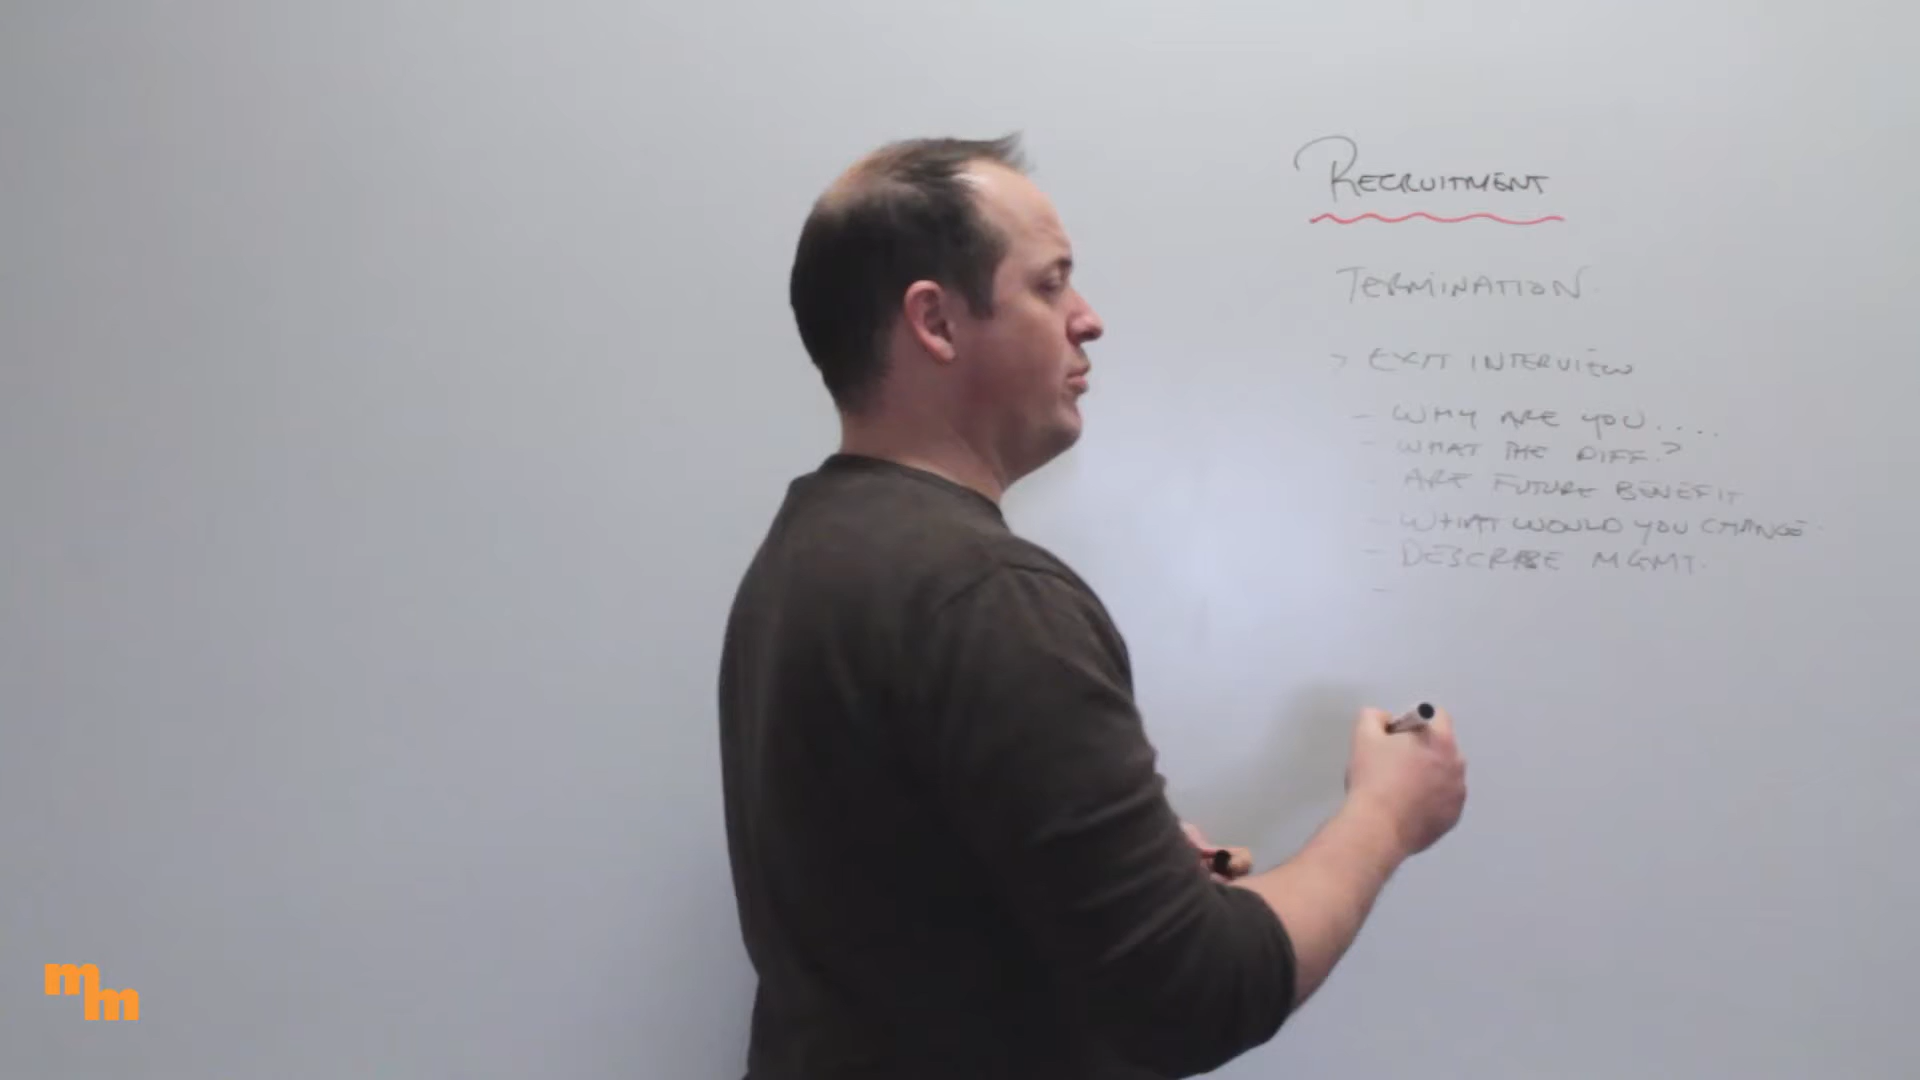 RECRUITMENT
TERMINATION.
> EXIT INTERVIEW
- WHY ARE YOU....
- WHAT THE DIFF.?
- ARE FUTURE BENEFIT
- WHAT WOULD YOU CHANGE.
- DESCRIBE MGMT.
-
mm